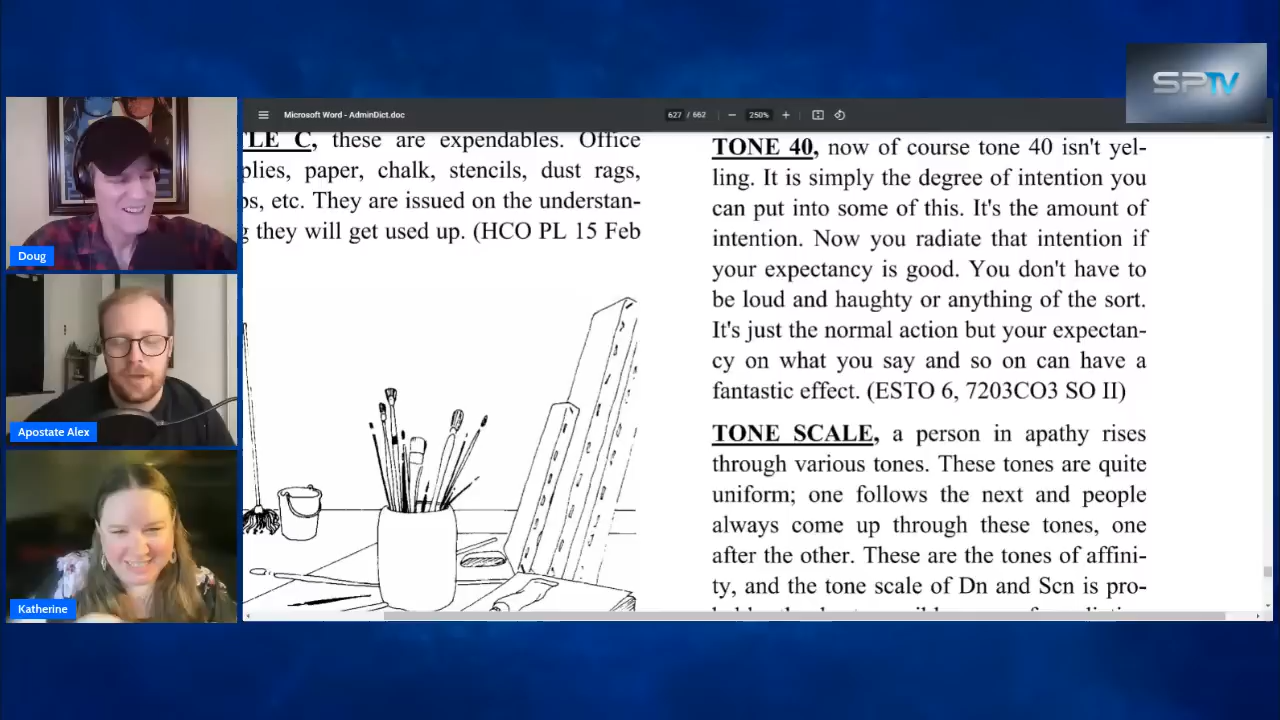 SPTV
Microsoft Word - AdminDict.doc
627 / 662
250%
Doug
Apostate Alex
Katherine
TLE C, these are expendables. Office
plies, paper, chalk, stencils, dust rags,
ps, etc. They are issued on the understan-
g they will get used up. (HCO PL 15 Feb
TONE 40, now of course tone 40 isn't yel-
ling. It is simply the degree of intention you
can put into some of this. It's the amount of
intention. Now you radiate that intention if
your expectancy is good. You don't have to
be loud and haughty or anything of the sort.
It's just the normal action but your expectan-
cy on what you say and so on can have a
fantastic effect. (ESTO 6, 7203CO3 SO II)
TONE SCALE, a person in apathy rises
through various tones. These tones are quite
uniform; one follows the next and people
always come up through these tones, one
after the other. These are the tones of affini-
ty, and the tone scale of Dn and Scn is pro-